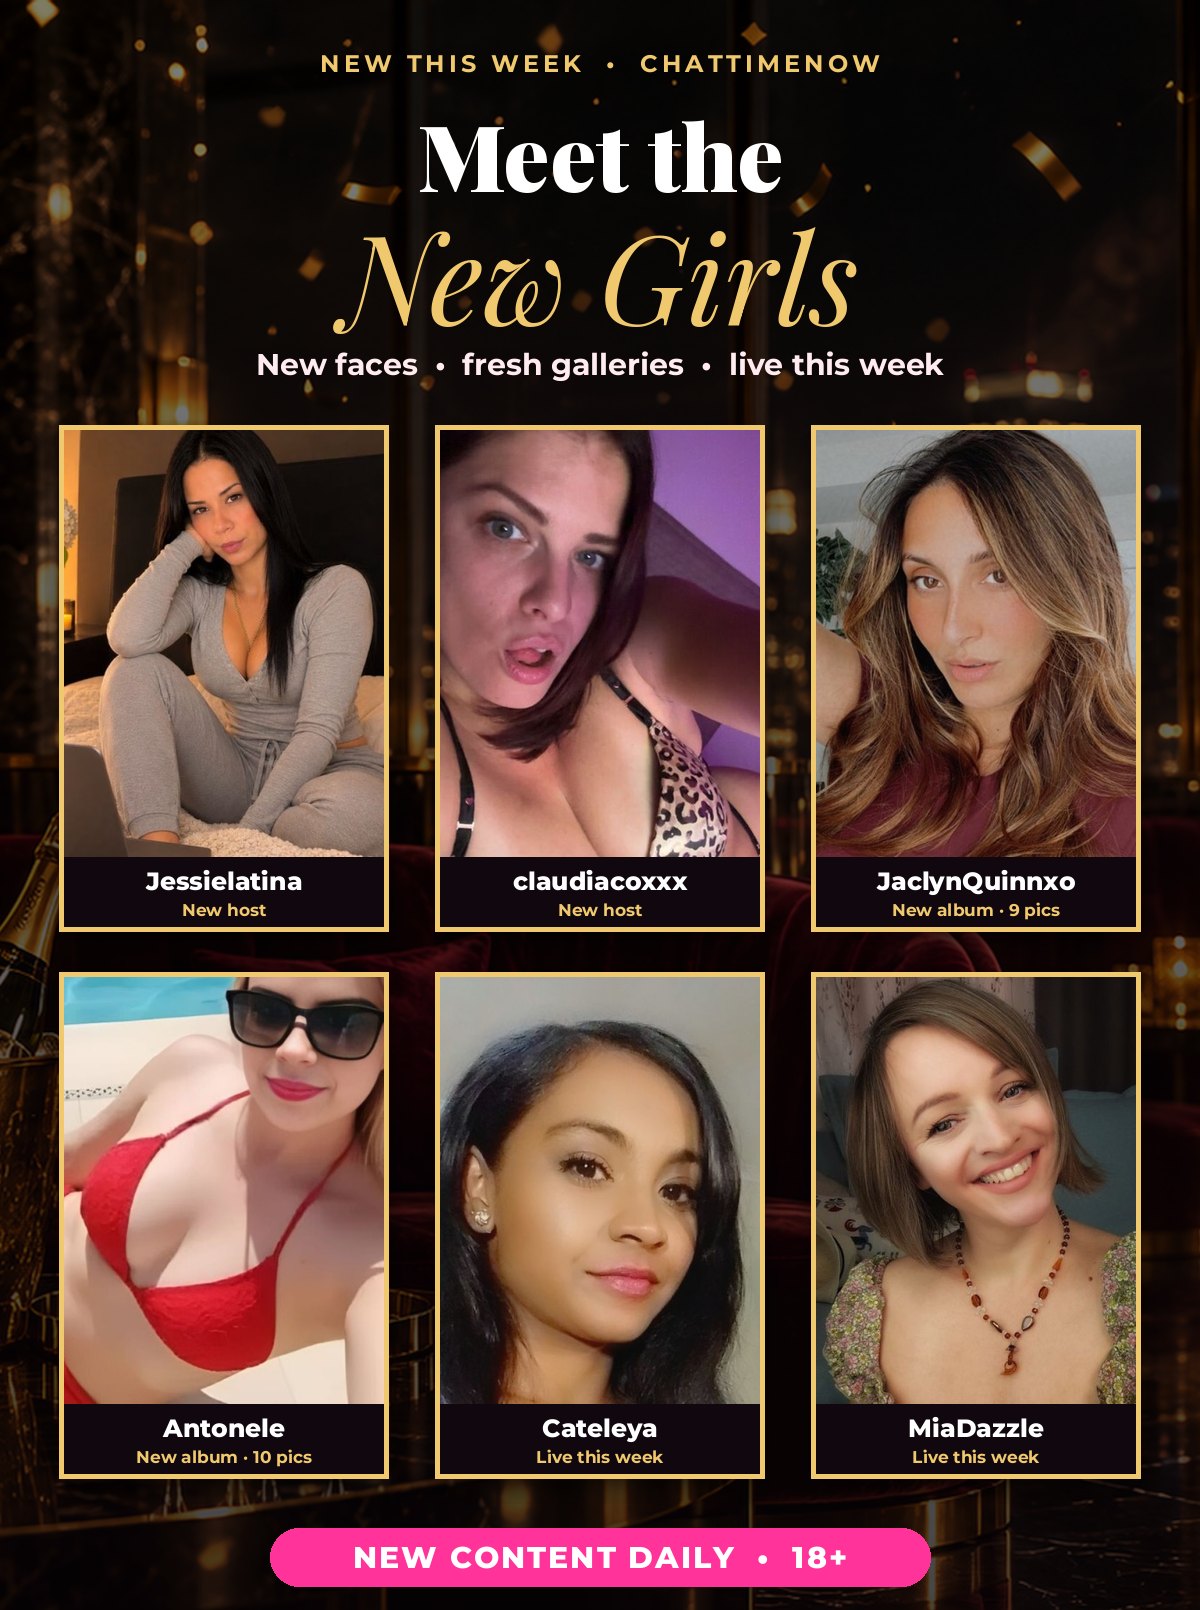 NEW THIS WEEK • CHATTIMENOW
Meet the
New Girls
New faces • fresh galleries • live this week
Jessielatina
New host
claudiacoxxx
New host
JaclynQuinnxo
New album · 9 pics
Antonele
New album · 10 pics
Cateleya
Live this week
MiaDazzle
Live this week
NEW CONTENT DAILY • 18+